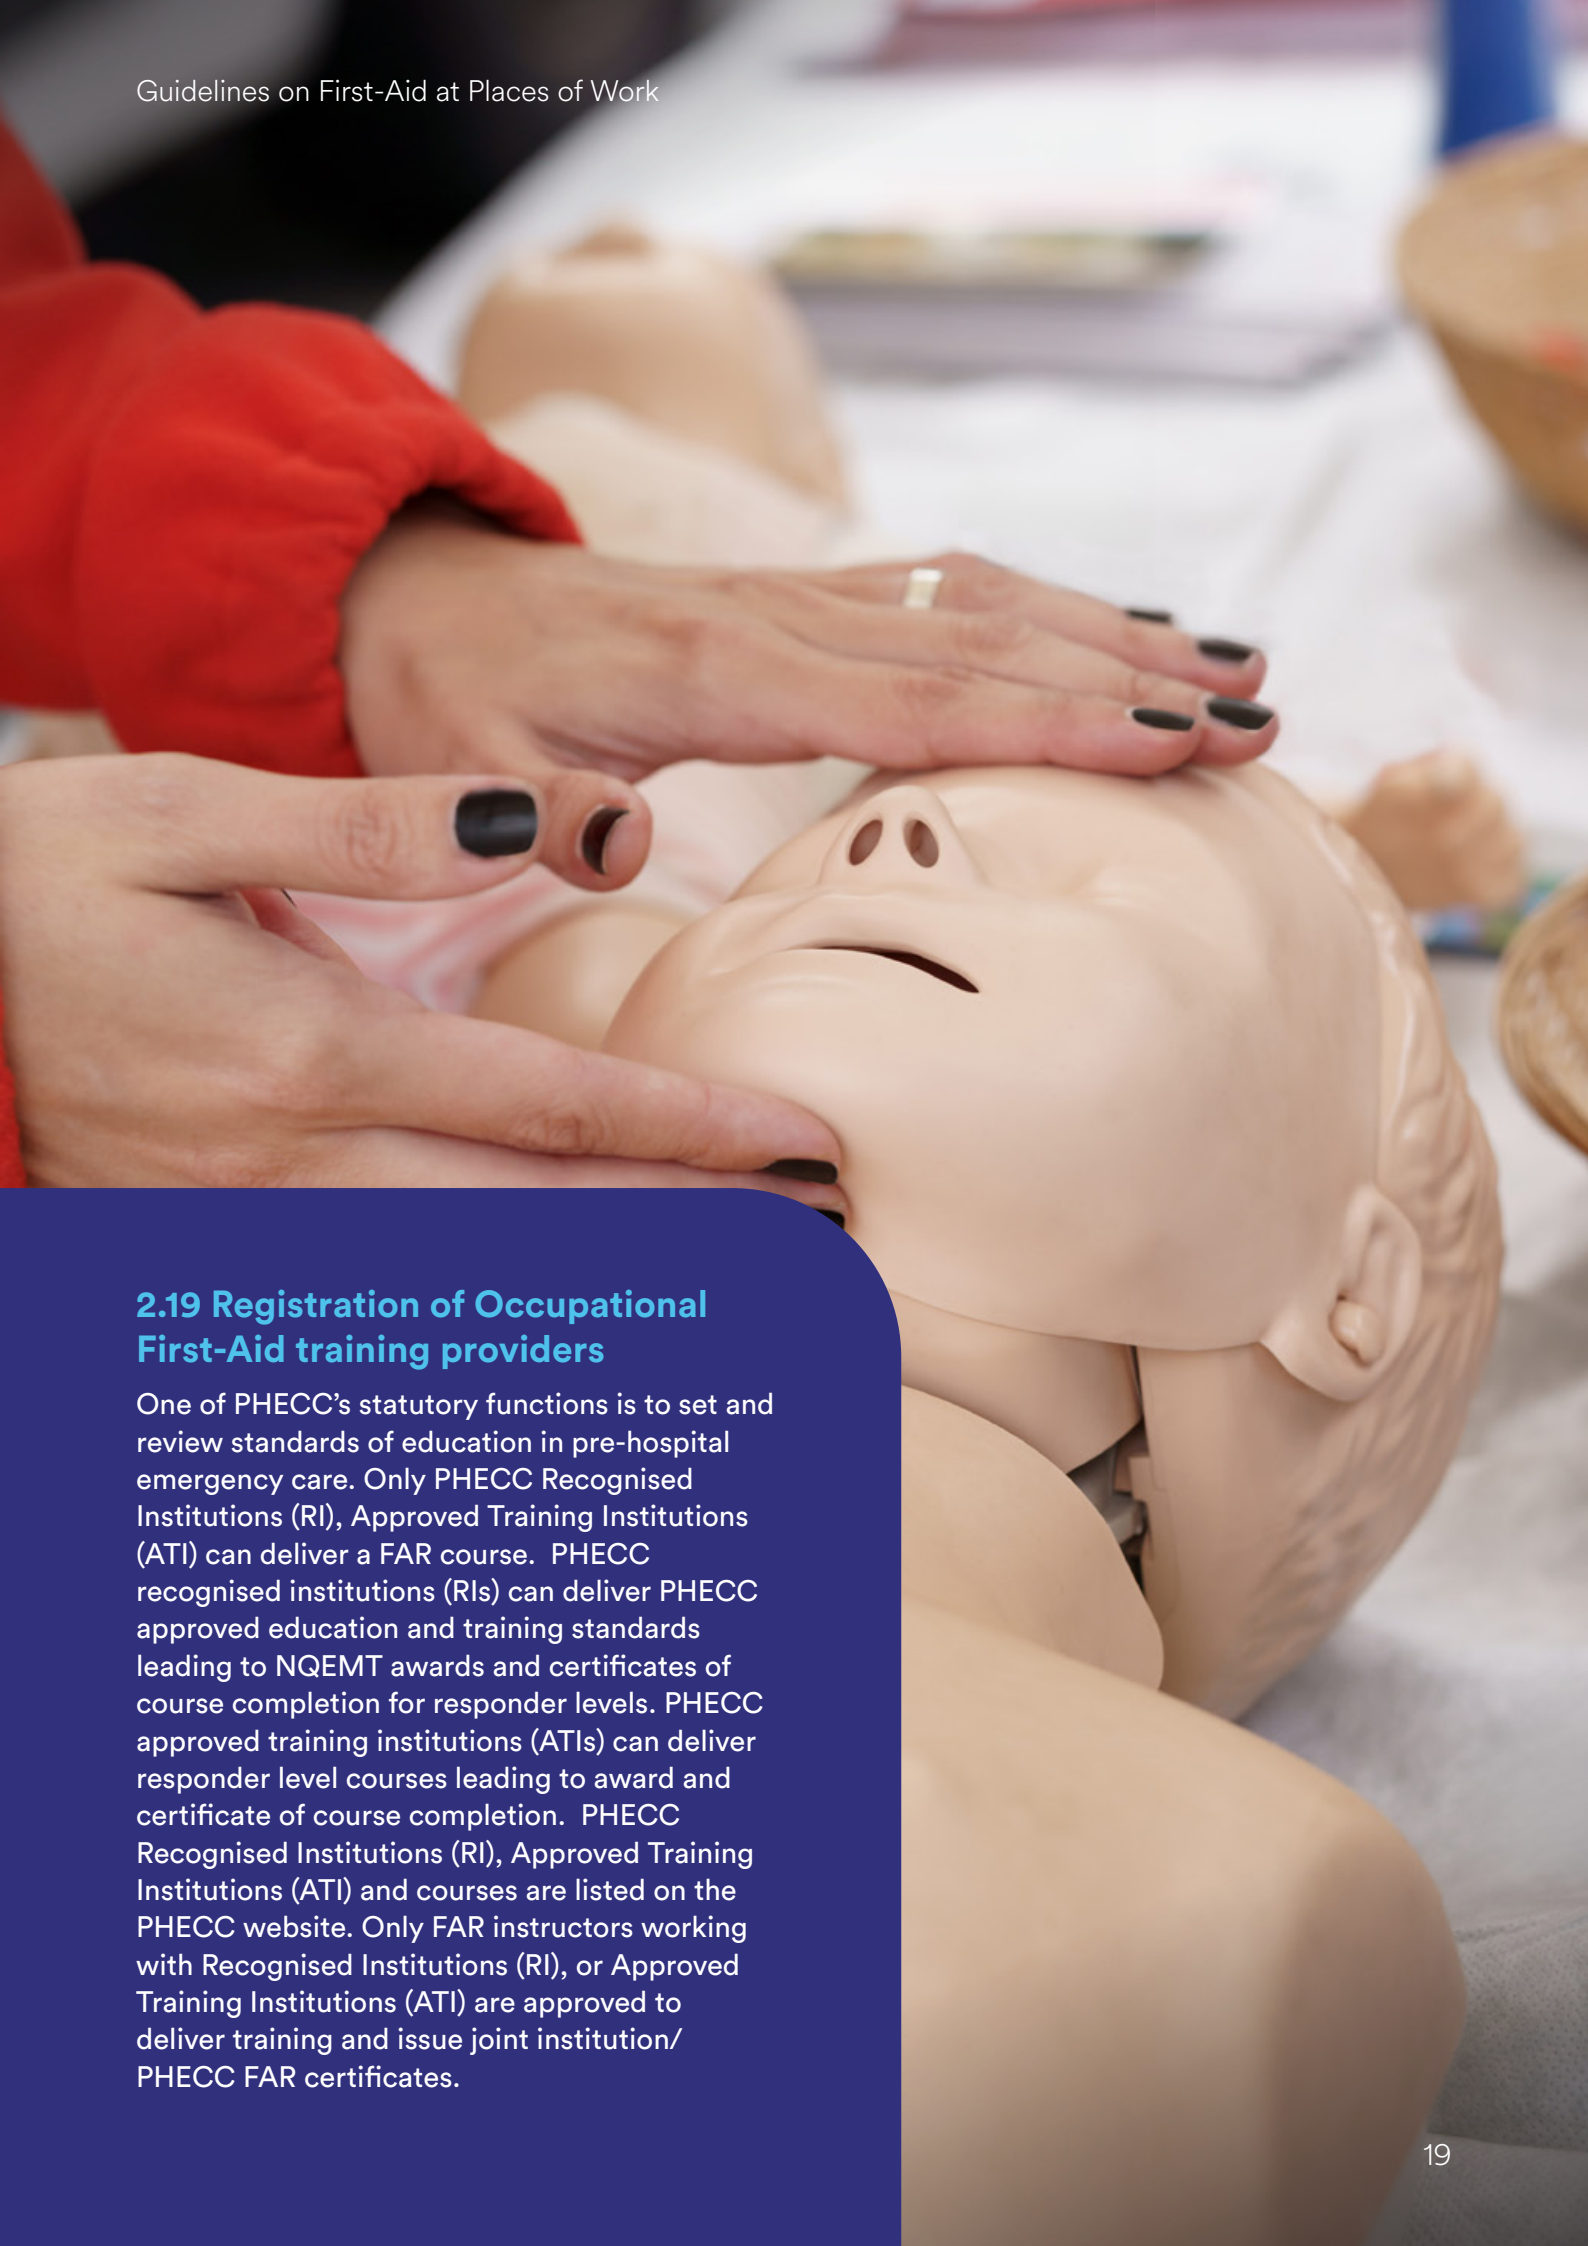 Guidelines on First-Aid at Places of Work
2.19 Registration of Occupational
First-Aid training providers
One of PHECC’s statutory functions is to set and
review standards of education in pre-hospital
emergency care. Only PHECC Recognised
Institutions (RI), Approved Training Institutions
(ATI) can deliver a FAR course.  PHECC
recognised institutions (RIs) can deliver PHECC
approved education and training standards
leading to NQEMT awards and certificates of
course completion for responder levels. PHECC
approved training institutions (ATIs) can deliver
responder level courses leading to award and
certificate of course completion.  PHECC
Recognised Institutions (RI), Approved Training
Institutions (ATI) and courses are listed on the
PHECC website. Only FAR instructors working
with Recognised Institutions (RI), or Approved
Training Institutions (ATI) are approved to
deliver training and issue joint institution/
PHECC FAR certificates.
19